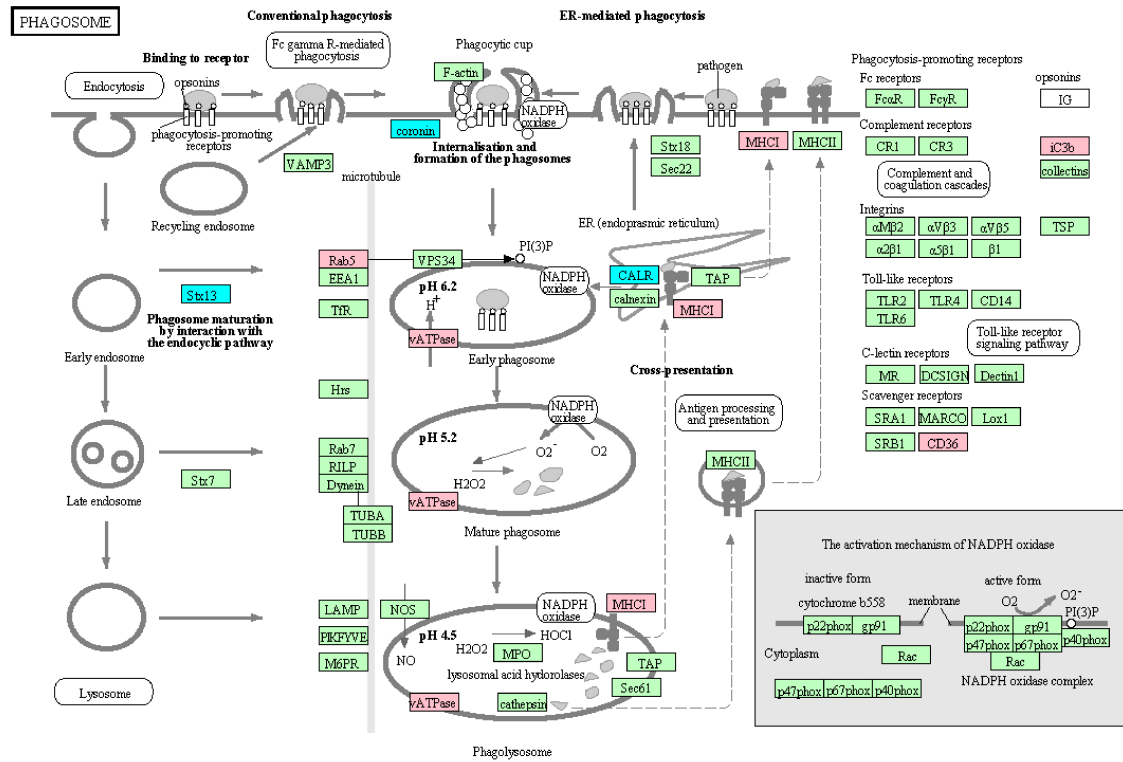 PHAGOSOME
Conventional phagocytosis
ER-mediated phagocytosis
Binding to receptor
Fc gamma R-mediated
phagocytosis
Phagocytic cup
F-actin
opsonins
Endocytosis
phagocytosis-promoting
receptors
NADPH
oxidase
pathogen
coronin
Internalisation and
formation of the phagosomes
VAMP3
microtubule
Recycling endosome
Stx18
Sec22
MHCI
MHCII
ER (endoprasmic reticulum)
Phagocytosis-promoting receptors
Fc receptors
opsonins
FcαR
FcγR
IG
Complement receptors
CR1
CR3
iC3b
collectins
Complement and
coagulation cascades
Integrins
αMβ2
αVβ3
αVβ5
TSP
α2β1
α5β1
β1
Toll-like receptors
TLR2
TLR4
CD14
TLR6
Toll-like receptor
signaling pathway
C-lectin receptors
MR
DCSIGN
Dectin1
Scavenger receptors
SRA1
MARCO
Lox1
SRB1
CD36
Rab5
EEA1
TfR
VPS34
PI(3)P
NADPH
oxidase
pH 6.2
H+
vATPase
Early phagosome
CALR
calnexin
TAP
MHCI
Stx13
Phagosome maturation
by interaction with
the endocyclic pathway
Early endosome
Cross-presentation
Antigen processing
and presentation
MHCII
Hrs
Rab7
RILP
Dynein
TUBA
TUBB
NADPH
oxidase
pH 5.2
O2-
O2
H2O2
vATPase
Mature phagosome
Stx7
Late endosome
LAMP
PIKFYVE
M6PR
NOS
NO
NADPH
oxidase
MHCI
pH 4.5
H2O2
HOCl
MPO
lysosomal acid hydorolases
TAP
Sec61
vATPase
cathepsin
Phagolysosome
Lysosome
The activation mechanism of NADPH oxidase
inactive form
cytochrome b558
membrane
active form
O2
O2-
PI(3)P
p22phox
gp91
p22phox
gp91
p47phox
p67phox
p40phox
Rac
Cytoplasm
Rac
NADPH oxidase complex
p47phox
p67phox
p40phox